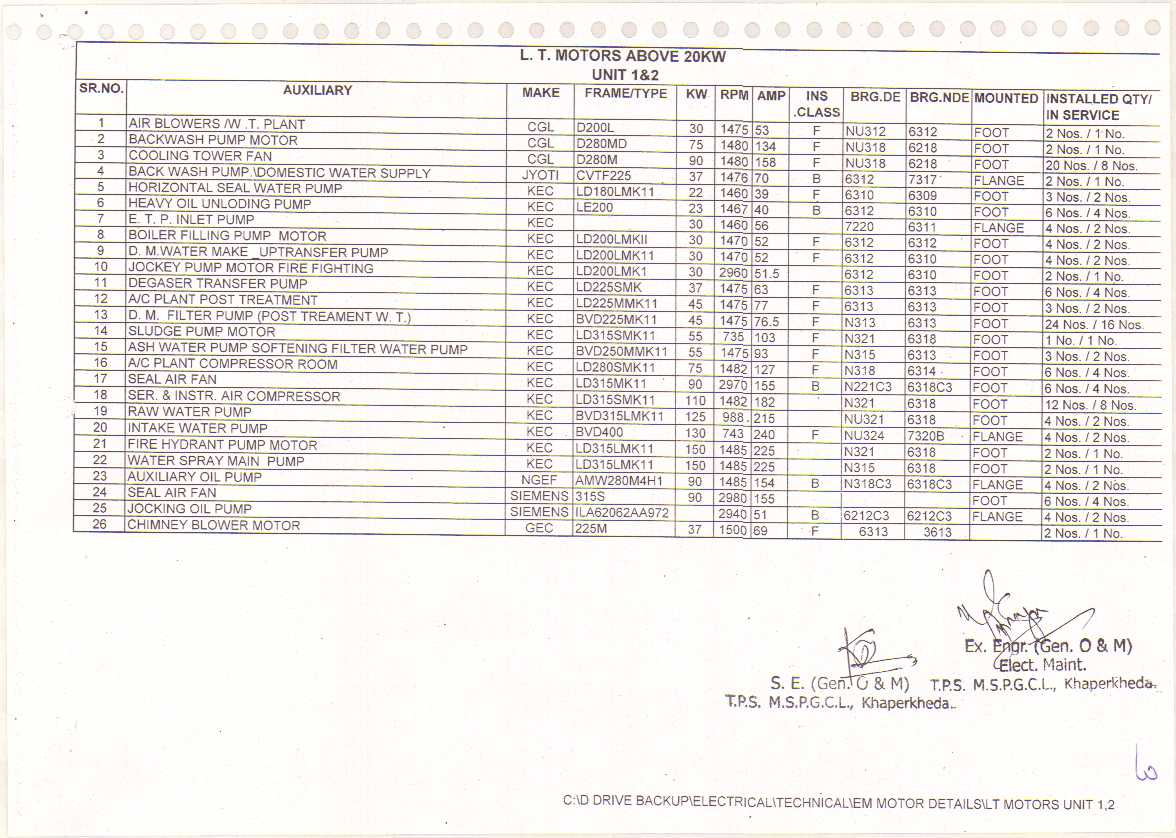 L. T. MOTORS ABOVE 20KW
UNIT 1&2
SR.NO. AUXILIARY MAKE FRAME/TYPE KW RPM AMP INS .CLASS BRG.DE BRG.NDE MOUNTED INSTALLED QTY/ IN SERVICE
1 AIR BLOWERS /W .T. PLANT CGL D200L 30 1475 53 F NU312 6312 FOOT 2 Nos. / 1 No.
2 BACKWASH PUMP MOTOR CGL D280MD 75 1480 134 F NU318 6218 FOOT 2 Nos. / 1 No.
3 COOLING TOWER FAN CGL D280M 90 1480 158 F NU318 6218 FOOT 20 Nos. / 8 Nos.
4 BACK WASH PUMP.\DOMESTIC WATER SUPPLY JYOTI CVTF225 37 1476 70 B 6312 7317 FLANGE 2 Nos. / 1 No.
5 HORIZONTAL SEAL WATER PUMP KEC LD180LMK11 22 1460 39 F 6310 6309 FOOT 3 Nos. / 2 Nos.
6 HEAVY OIL UNLODING PUMP KEC LE200 23 1467 40 B 6312 6310 FOOT 6 Nos. / 4 Nos.
7 E. T. P. INLET PUMP KEC 30 1460 56 7220 6311 FLANGE 4 Nos. / 2 Nos.
8 BOILER FILLING PUMP MOTOR KEC LD200LMKII 30 1470 52 F 6312 6312 FOOT 4 Nos. / 2 Nos.
9 D. M.WATER MAKE _UPTRANSFER PUMP KEC LD200LMK11 30 1470 52 F 6312 6310 FOOT 4 Nos. / 2 Nos.
10 JOCKEY PUMP MOTOR FIRE FIGHTING KEC LD200LMK1 30 2960 51.5 6312 6310 FOOT 2 Nos. / 1 No.
11 DEGASER TRANSFER PUMP KEC LD225SMK 37 1475 63 F 6313 6313 FOOT 6 Nos. / 4 Nos.
12 A/C PLANT POST TREATMENT KEC LD225MMK11 45 1475 77 F 6313 6313 FOOT 3 Nos. / 2 Nos.
13 D. M. FILTER PUMP (POST TREAMENT W. T.) KEC BVD225MK11 45 1475 76.5 F N313 6313 FOOT 24 Nos. / 16 Nos.
14 SLUDGE PUMP MOTOR KEC LD315SMK11 55 735 103 F N321 6318 FOOT 1 No. / 1 No.
15 ASH WATER PUMP SOFTENING FILTER WATER PUMP KEC BVD250MMK11 55 1475 93 F N315 6313 FOOT 3 Nos. / 2 Nos.
16 A/C PLANT COMPRESSOR ROOM KEC LD280SMK11 75 1482 127 F N318 6314 FOOT 6 Nos. / 4 Nos.
17 SEAL AIR FAN KEC LD315MK11 90 2970 155 B N221C3 6318C3 FOOT 6 Nos. / 4 Nos.
18 SER. & INSTR. AIR COMPRESSOR KEC LD315SMK11 110 1482 182 N321 6318 FOOT 12 Nos. / 8 Nos.
19 RAW WATER PUMP KEC BVD315LMK11 125 988 215 NU321 6318 FOOT 4 Nos. / 2 Nos.
20 INTAKE WATER PUMP KEC BVD400 130 743 240 F NU324 7320B FLANGE 4 Nos. / 2 Nos.
21 FIRE HYDRANT PUMP MOTOR KEC LD315LMK11 150 1485 225 N321 6318 FOOT 2 Nos. / 1 No.
22 WATER SPRAY MAIN PUMP KEC LD315LMK11 150 1485 225 N315 6318 FOOT 2 Nos. / 1 No.
23 AUXILIARY OIL PUMP NGEF AMW280M4H1 90 1485 154 B N318C3 6318C3 FLANGE 4 Nos. / 2 Nos.
24 SEAL AIR FAN SIEMENS 315S 90 2980 155 FOOT 6 Nos. / 4 Nos.
25 JOCKING OIL PUMP SIEMENS ILA62062AA972 2940 51 B 6212C3 6212C3 FLANGE 4 Nos. / 2 Nos.
26 CHIMNEY BLOWER MOTOR GEC 225M 37 1500 69 F 6313 3613 2 Nos. / 1 No.
Ex. Engr. (Gen. O & M)
Elect. Maint.
T.P.S. M.S.P.G.C.L., Khaperkheda.
S. E. (Gen. O & M)
T.P.S. M.S.P.G.C.L., Khaperkheda.
C:\D DRIVE BACKUP\ELECTRICAL\TECHNICAL\EM MOTOR DETAILS\LT MOTORS UNIT 1,2